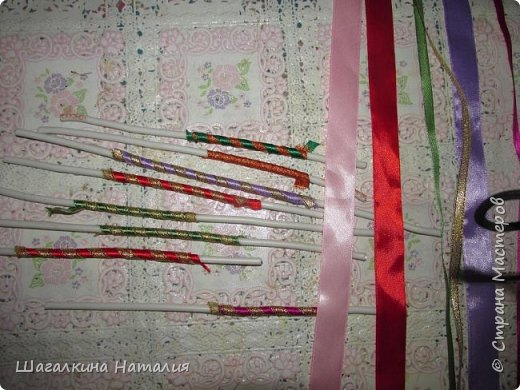 © Страна Мастеров
Шагалкина Наталия